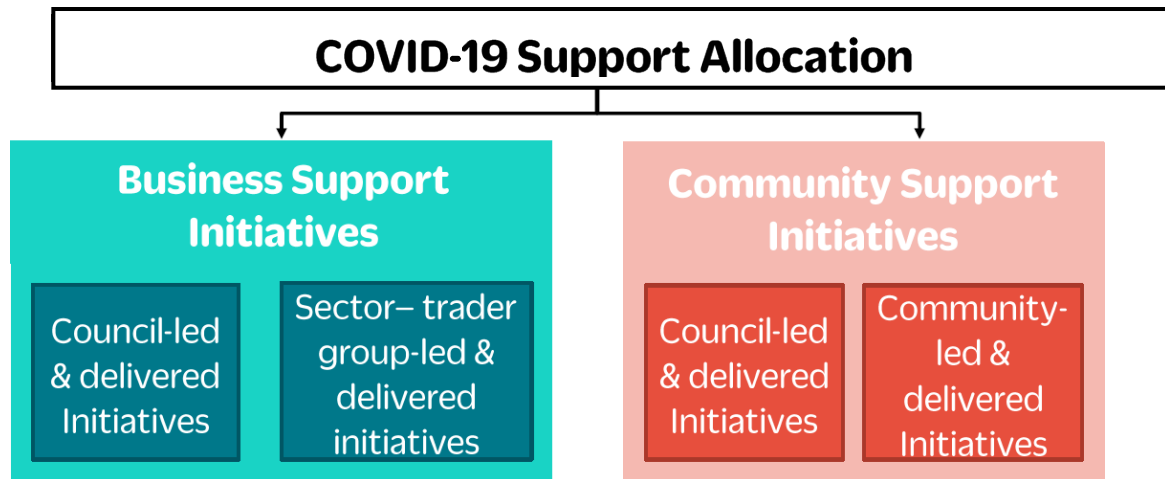 COVID-19 Support Allocation
Business Support
Initiatives
Council-led
& delivered
Initiatives
Sector– trader
group-led &
delivered
initiatives
Community Support
Initiatives
Council-led
& delivered
Initiatives
Community-
led &
delivered
Initiatives